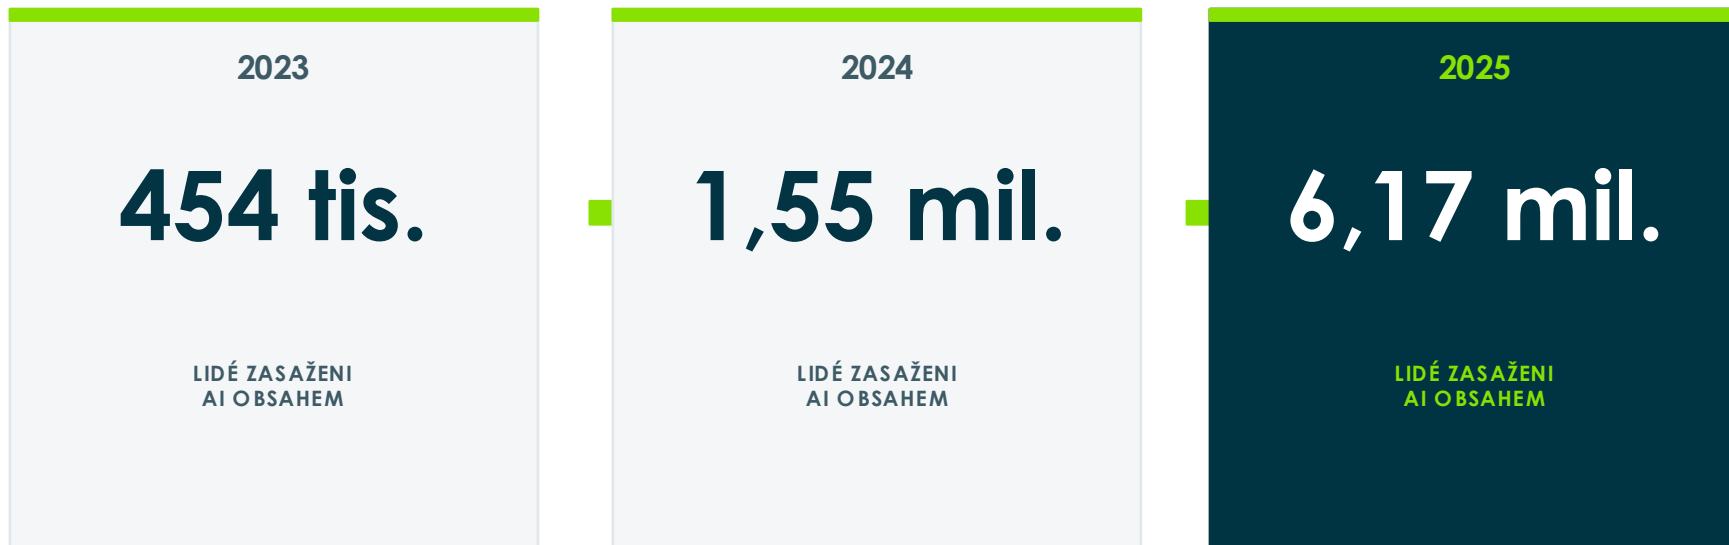 2023
454 tis.
LIDÉ ZASAŽENI
AI OBSAHEM
2024
1,55 mil.
LIDÉ ZASAŽENI
AI OBSAHEM
2025
6,17 mil.
LIDÉ ZASAŽENI
AI OBSAHEM